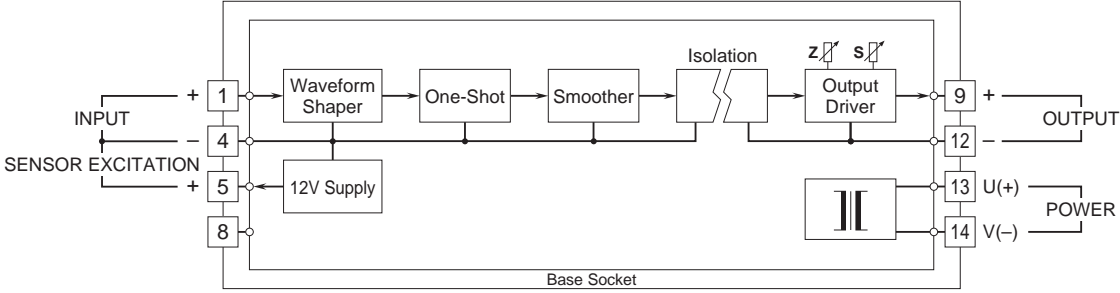 Isolation
Z S
+ 1 Waveform Shaper One-Shot Smoother Output Driver 9 +
INPUT OUTPUT
– 4 12 –
SENSOR EXCITATION
+ 5 12V Supply 13 U(+)
POWER
8 14 V(–)
Base Socket